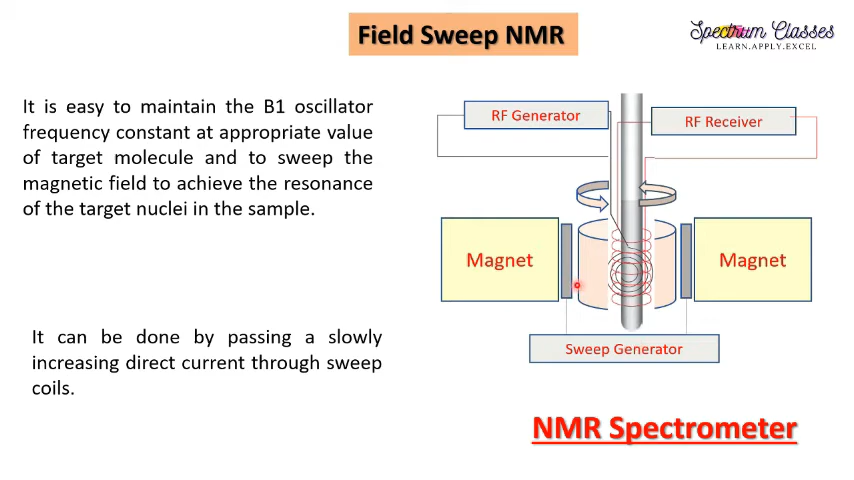 Field Sweep NMR
Spectrum Classes
LEARN.APPLY.EXCEL
It is easy to maintain the B1 oscillator
frequency constant at appropriate value
of target molecule and to sweep the
magnetic field to achieve the resonance
of the target nuclei in the sample.
It can be done by passing a slowly
increasing direct current through sweep
coils.
RF Generator
RF Receiver
Magnet
Magnet
Sweep Generator
NMR Spectrometer